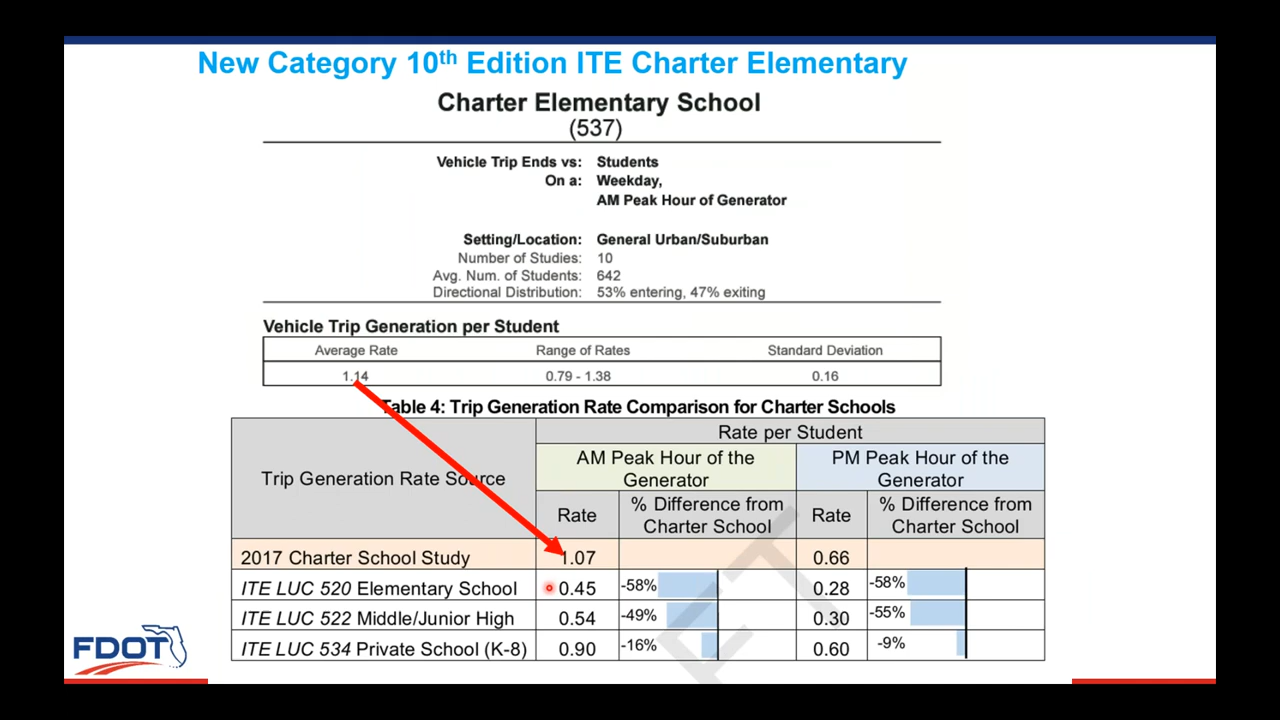 New Category 10th Edition ITE Charter Elementary
Charter Elementary School
(537)
Vehicle Trip Ends vs: Students
On a: Weekday,
AM Peak Hour of Generator
Setting/Location: General Urban/Suburban
Number of Studies: 10
Avg. Num. of Students: 642
Directional Distribution: 53% entering, 47% exiting
Vehicle Trip Generation per Student
Average Rate Range of Rates Standard Deviation
1.14 0.79 - 1.38 0.16
Table 4: Trip Generation Rate Comparison for Charter Schools
Trip Generation Rate Source
Rate per Student
AM Peak Hour of the
Generator
PM Peak Hour of the
Generator
Rate
% Difference from
Charter School
Rate
% Difference from
Charter School
2017 Charter School Study 1.07 0.66
ITE LUC 520 Elementary School 0.45 -58% 0.28 -58%
ITE LUC 522 Middle/Junior High 0.54 -49% 0.30 -55%
ITE LUC 534 Private School (K-8) 0.90 -16% 0.60 -9%
FT
FDOT